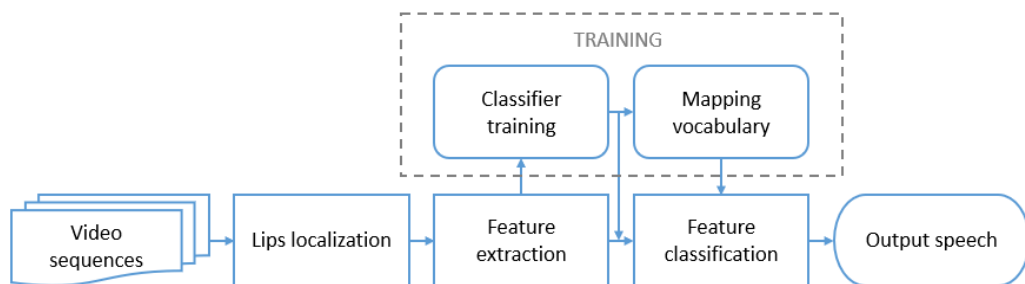 TRAINING
Classifier
training
Mapping
vocabulary
Video
sequences
Lips localization
Feature
extraction
Feature
classification
Output speech